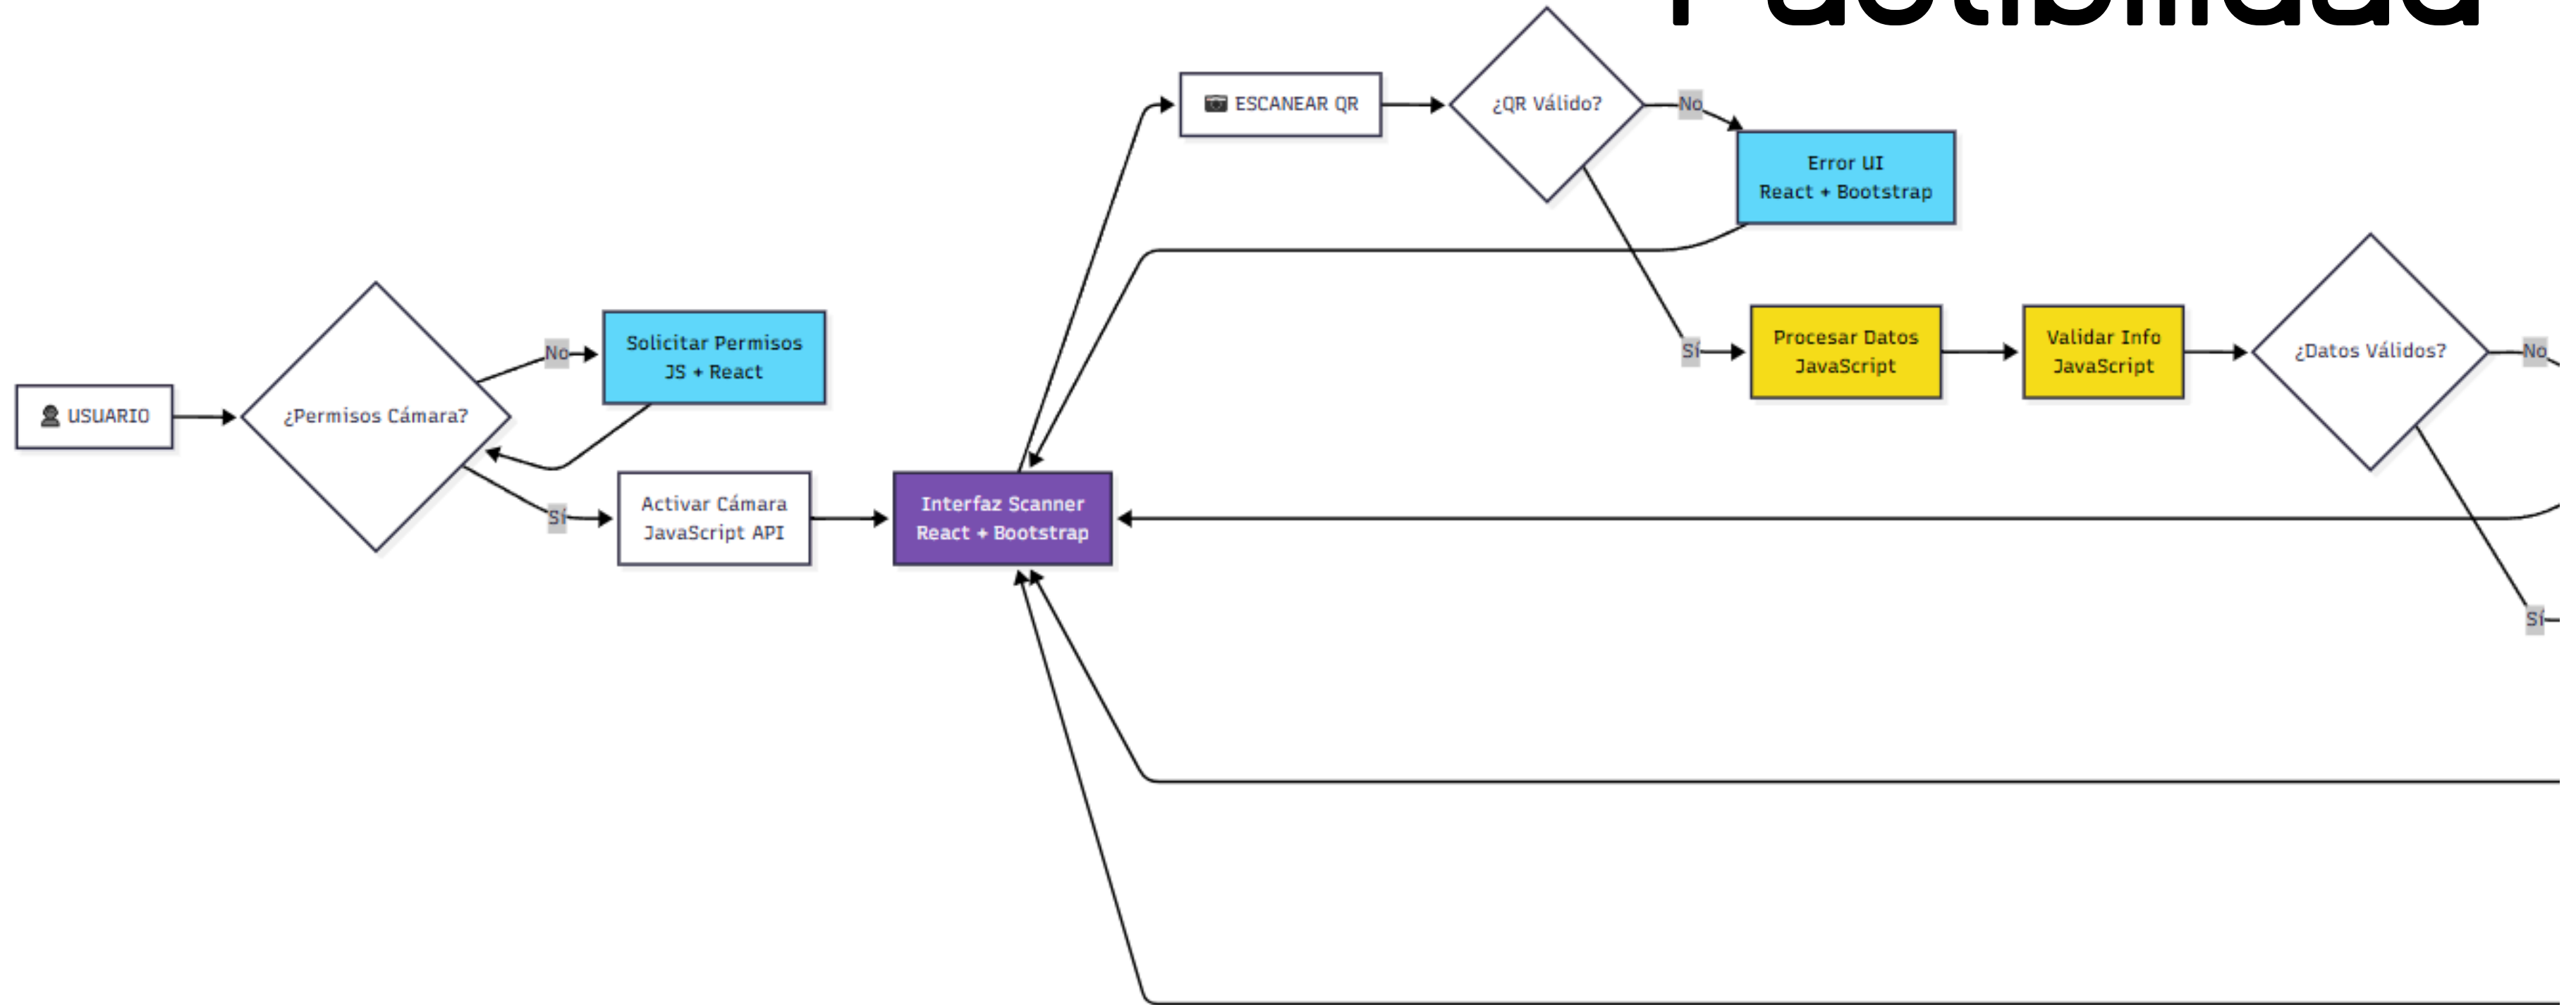 Factibilidad
ESCANEAR QR
¿QR Válido?
No
Error UI
React + Bootstrap
Sí
Procesar Datos
JavaScript
Validar Info
JavaScript
¿Datos Válidos?
No
Sí
USUARIO
¿Permisos Cámara?
No
Solicitar Permisos
JS + React
Sí
Activar Cámara
JavaScript API
Interfaz Scanner
React + Bootstrap